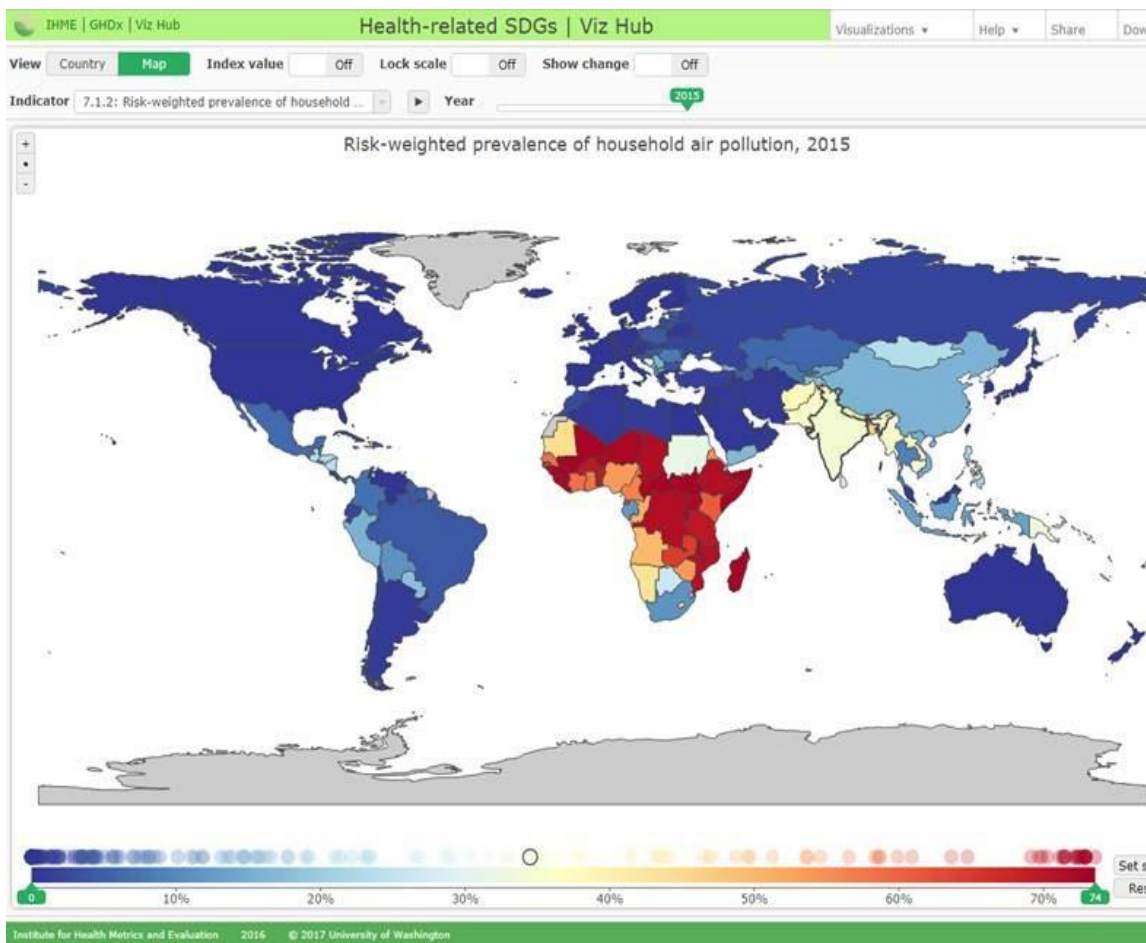 IHME | GHDx | Viz Hub
Health-related SDGs | Viz Hub
Visualizations
Help
Share
View
Country
Map
Index value
Off
Lock scale
Off
Show change
Off
Indicator
7.1.2: Risk-weighted prevalence of household ...
Year
2015
+
-
Risk-weighted prevalence of household air pollution, 2015
Set
0
10%
20%
30%
40%
50%
60%
70%
74
Institute for Health Metrics and Evaluation 2016 © 2017 University of Washington